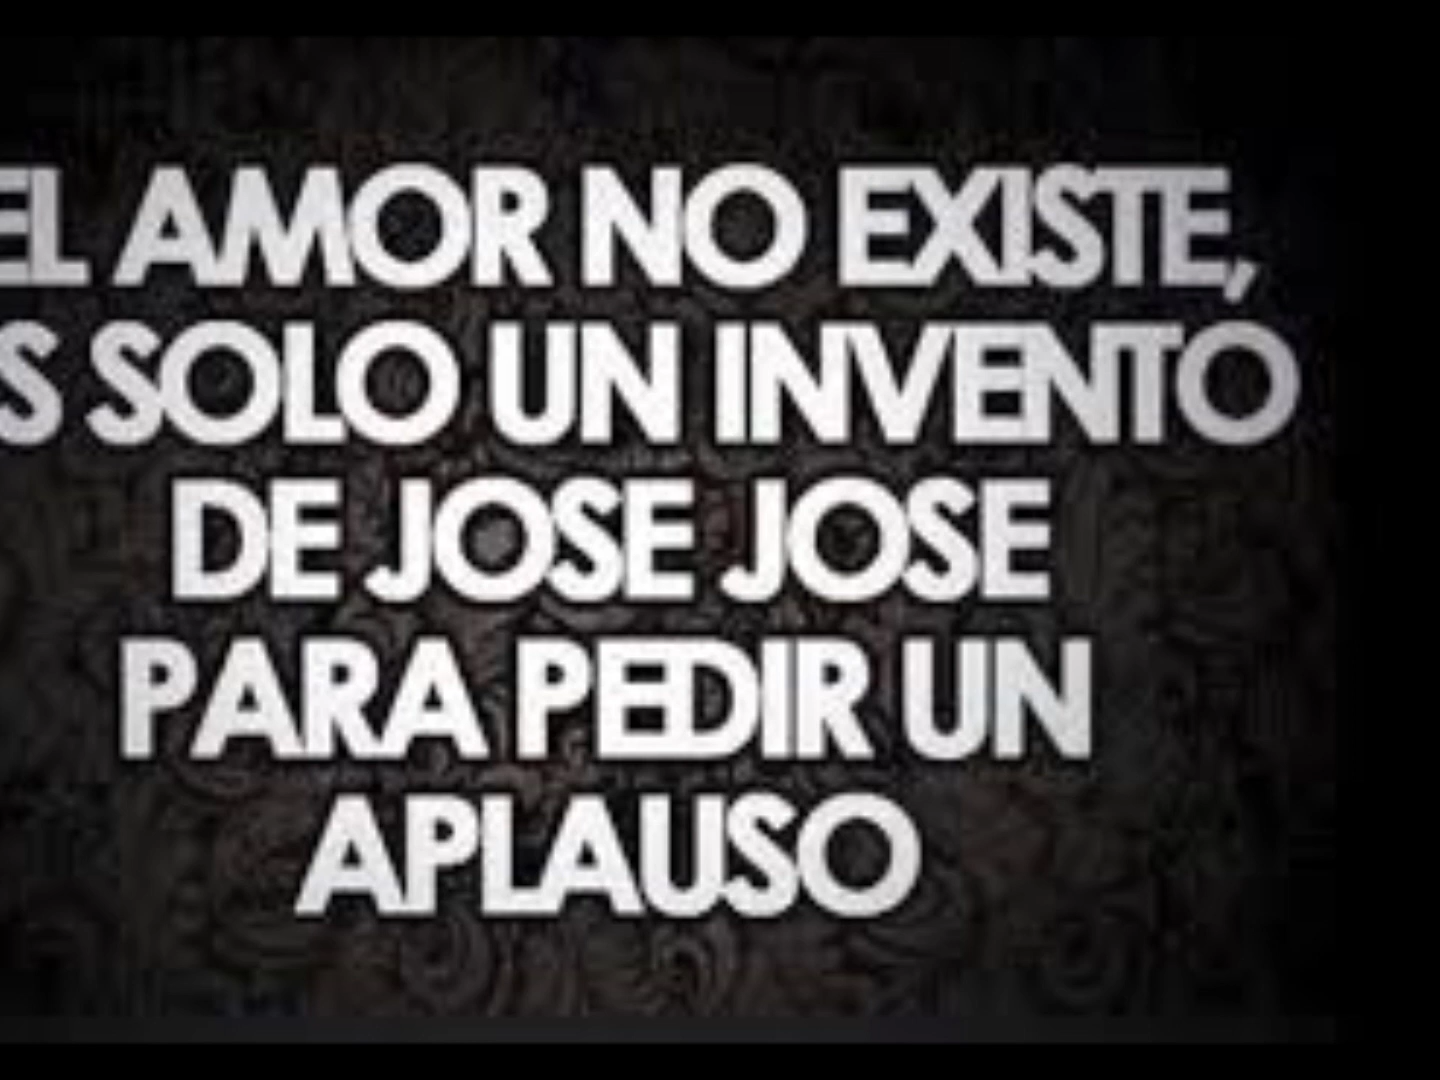 EL AMOR NO EXISTE,
S SOLO UN INVENTO
DE JOSE JOSE
PARA PEDIR UN
APLAUSO